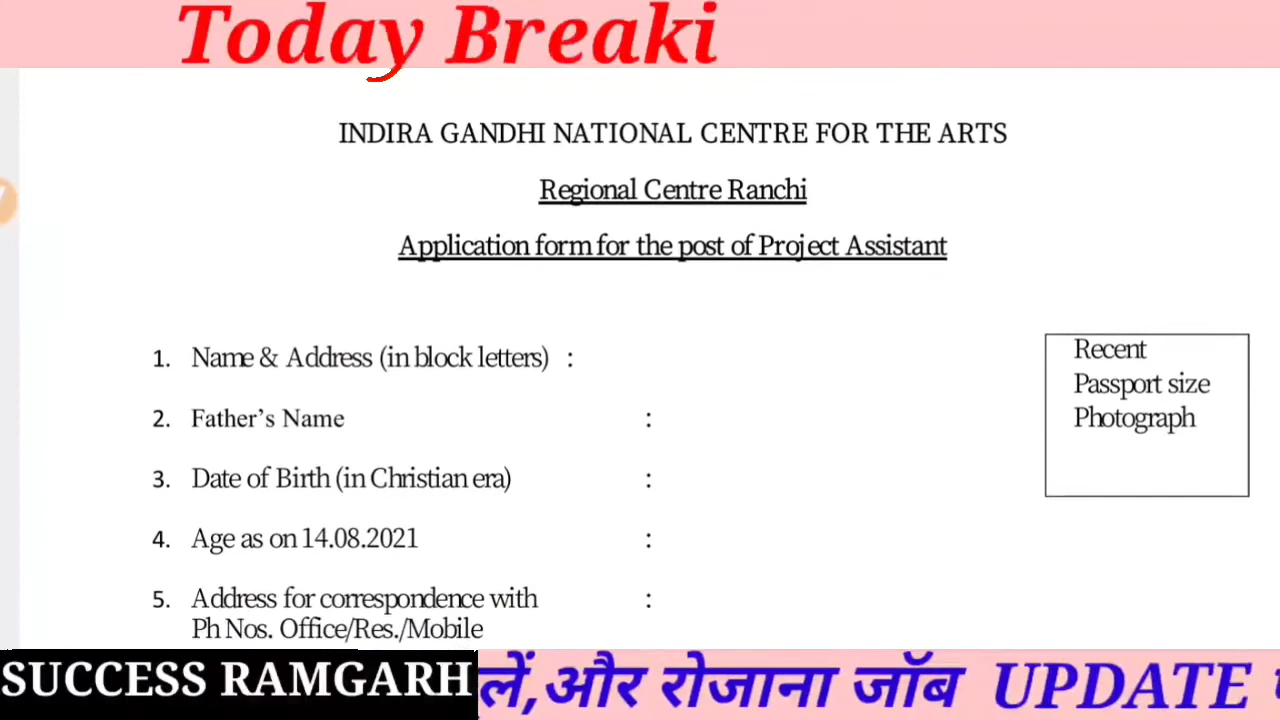 Today Breaki
INDIRA GANDHI NATIONAL CENTRE FOR THE ARTS
Regional Centre Ranchi
Application form for the post of Project Assistant
1. Name & Address (in block letters) :
Recent
Passport size
Photograph
2. Father’s Name :
3. Date of Birth (in Christian era) :
4. Age as on 14.08.2021 :
5. Address for correspondence with :
Ph Nos. Office/Res./Mobile
SUCCESS RAMGARH
लें,और रोजाना जॉब UPDATE